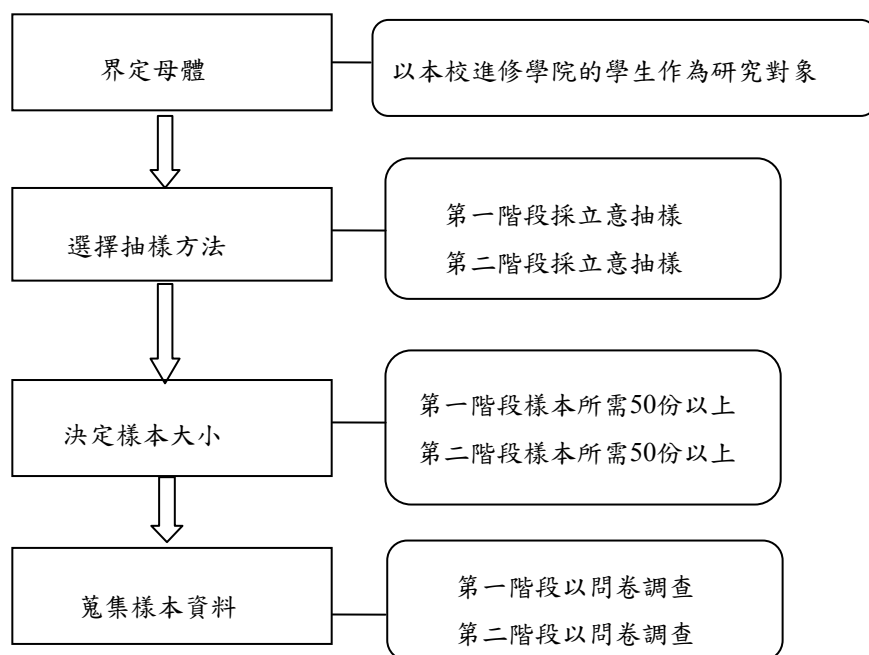 界定母體
以本校進修學院的學生作為研究對象
選擇抽樣方法
第一階段採立意抽樣
第二階段採立意抽樣
決定樣本大小
第一階段樣本所需50份以上
第二階段樣本所需50份以上
蒐集樣本資料
第一階段以問卷調查
第二階段以問卷調查